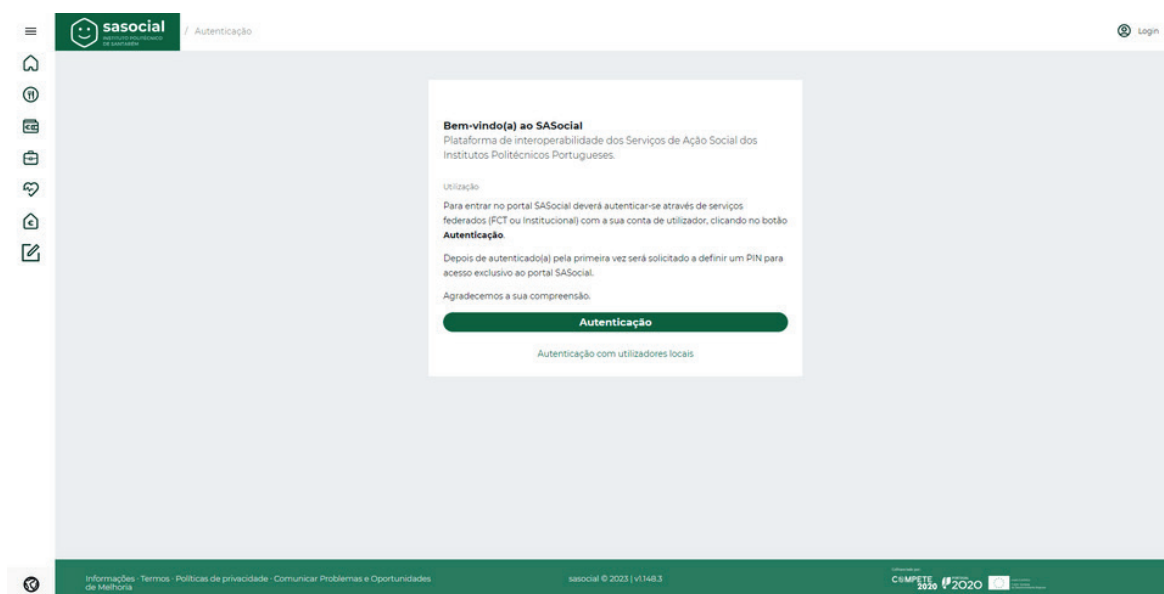 sasocial
INSTITUTO POLITÉCNICO
DE SANTARÉM
/ Autenticação
Login
Bem-vindo(a) ao SASocial
Plataforma de interoperabilidade dos Serviços de Ação Social dos
Institutos Politécnicos Portugueses.
Utilização
Para entrar no portal SASocial deverá autenticar-se através de serviços
federados (FCT ou Institucional) com a sua conta de utilizador, clicando no botão
Autenticação.
Depois de autenticado(a) pela primeira vez será solicitado a definir um PIN para
acesso exclusivo ao portal SASocial.
Agradecemos a sua compreensão.
Autenticação
Autenticação com utilizadores locais
Informações · Termos · Políticas de privacidade · Comunicar Problemas e Oportunidades
de Melhoria
sasocial © 2023 | v1.148.3
COMPETE
2020
2020